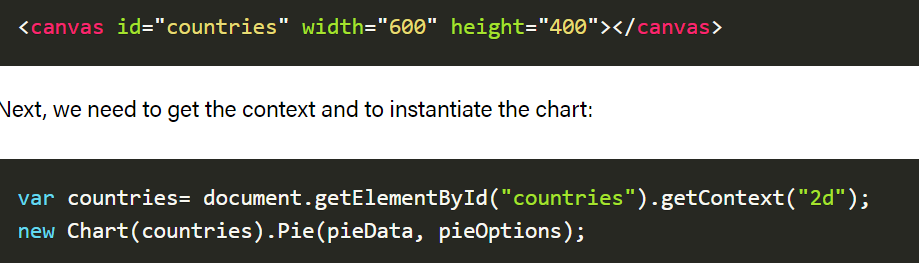 <canvas id="countries" width="600" height="400"></canvas>
Next, we need to get the context and to instantiate the chart:
var countries= document.getElementById("countries").getContext("2d");
new Chart(countries).Pie(pieData, pieOptions);